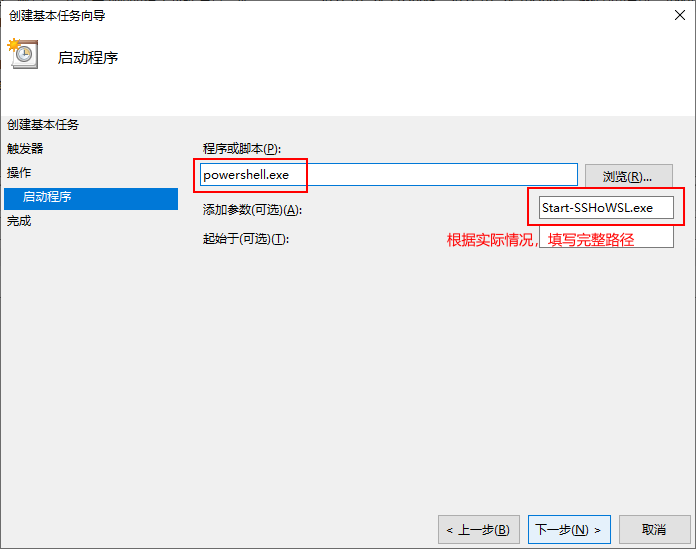 创建基本任务向导
启动程序
创建基本任务
触发器
操作
启动程序
完成
程序或脚本(P):
powershell.exe
浏览(R)...
添加参数(可选)(A):
Start-SSHoWSL.exe
起始于(可选)(T):
根据实际情况，填写完整路径
< 上一步(B)
下一步(N) >
取消